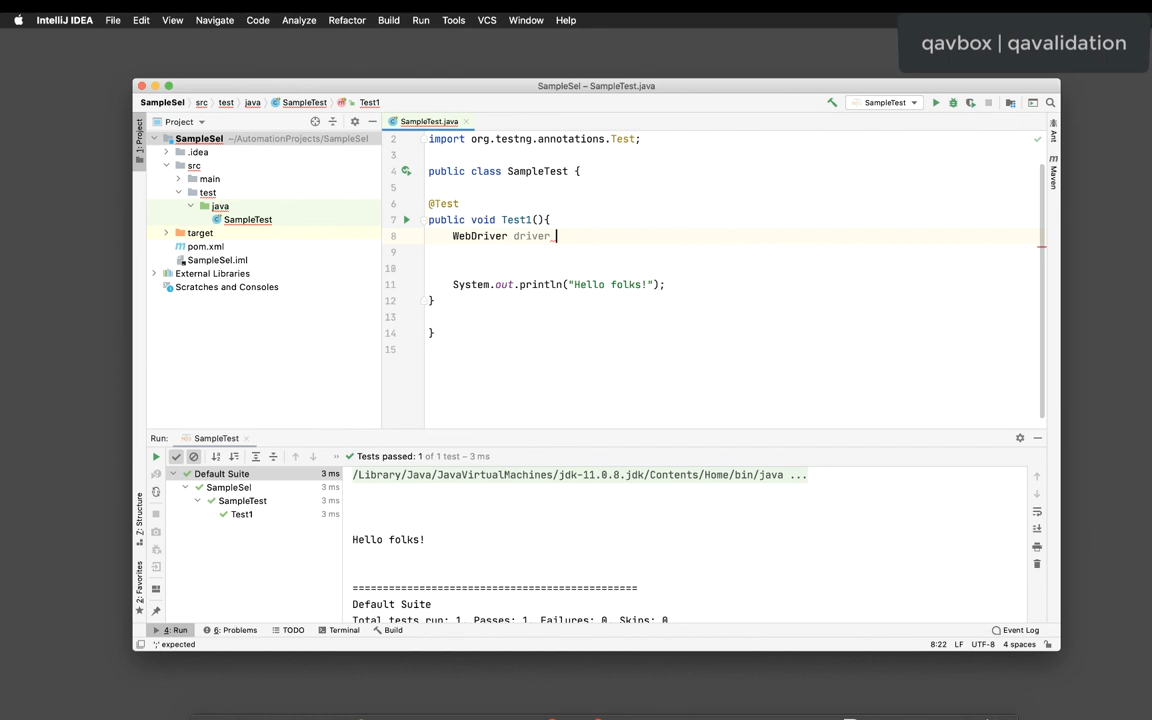 IntelliJ IDEA File Edit View Navigate Code Analyze Refactor Build Run Tools VCS Window Help
qavbox | qavalidation
SampleSel – SampleTest.java
SampleSel src test java SampleTest Test1
SampleTest
1: Project
Project
SampleTest.java
Ant
Maven
SampleSel ~/AutomationProjects/SampleSel
.idea
src
main
test
java
SampleTest
target
pom.xml
SampleSel.iml
External Libraries
Scratches and Consoles
2 import org.testng.annotations.Test;
3
4 public class SampleTest {
5
6 @Test
7 public void Test1(){
8 WebDriver driver
9
10
11 System.out.println("Hello folks!");
12 }
13
14 }
15
Run: SampleTest
Tests passed: 1 of 1 test – 3 ms
Default Suite 3 ms
SampleSel 3 ms
SampleTest 3 ms
Test1 3 ms
/Library/Java/JavaVirtualMachines/jdk-11.0.8.jdk/Contents/Home/bin/java ...
Hello folks!
===============================================
Default Suite
Total tests run: 1, Passes: 1, Failures: 0, Skips: 0
Z: Structure
2: Favorites
4: Run 6: Problems TODO Terminal Build Event Log
';' expected 8:22 LF UTF-8 4 spaces